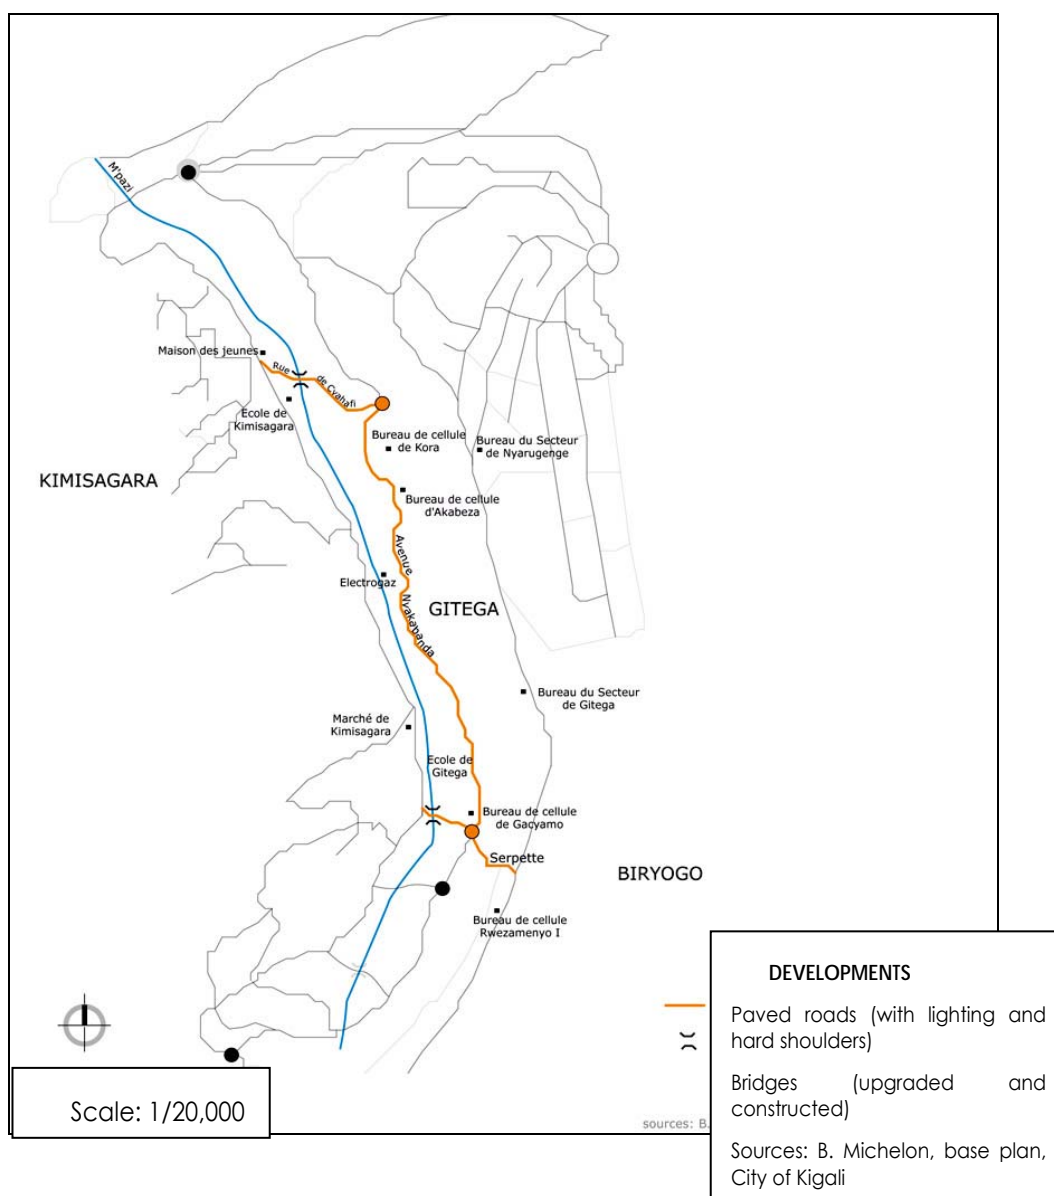 M'pazi
Maison des jeunes
Rue
de Cyahafi
Ecole de
Kimisagara
Bureau de cellule
de Kora
Bureau du Secteur
de Nyarugenge
KIMISAGARA
Bureau de cellule
d'Akabeza
Avenue
Electrogaz
Nyakabanda
GITEGA
Bureau du Secteur
de Gitega
Marché de
Kimisagara
Ecole de
Gitega
Bureau de cellule
de Gacyamo
Serpette
BIRYOGO
Bureau de cellule
Rwezamenyo I
DEVELOPMENTS
Paved roads (with lighting and
hard shoulders)
Bridges (upgraded and
constructed)
Sources: B. Michelon, base plan,
City of Kigali
Scale: 1/20,000
sources: B.